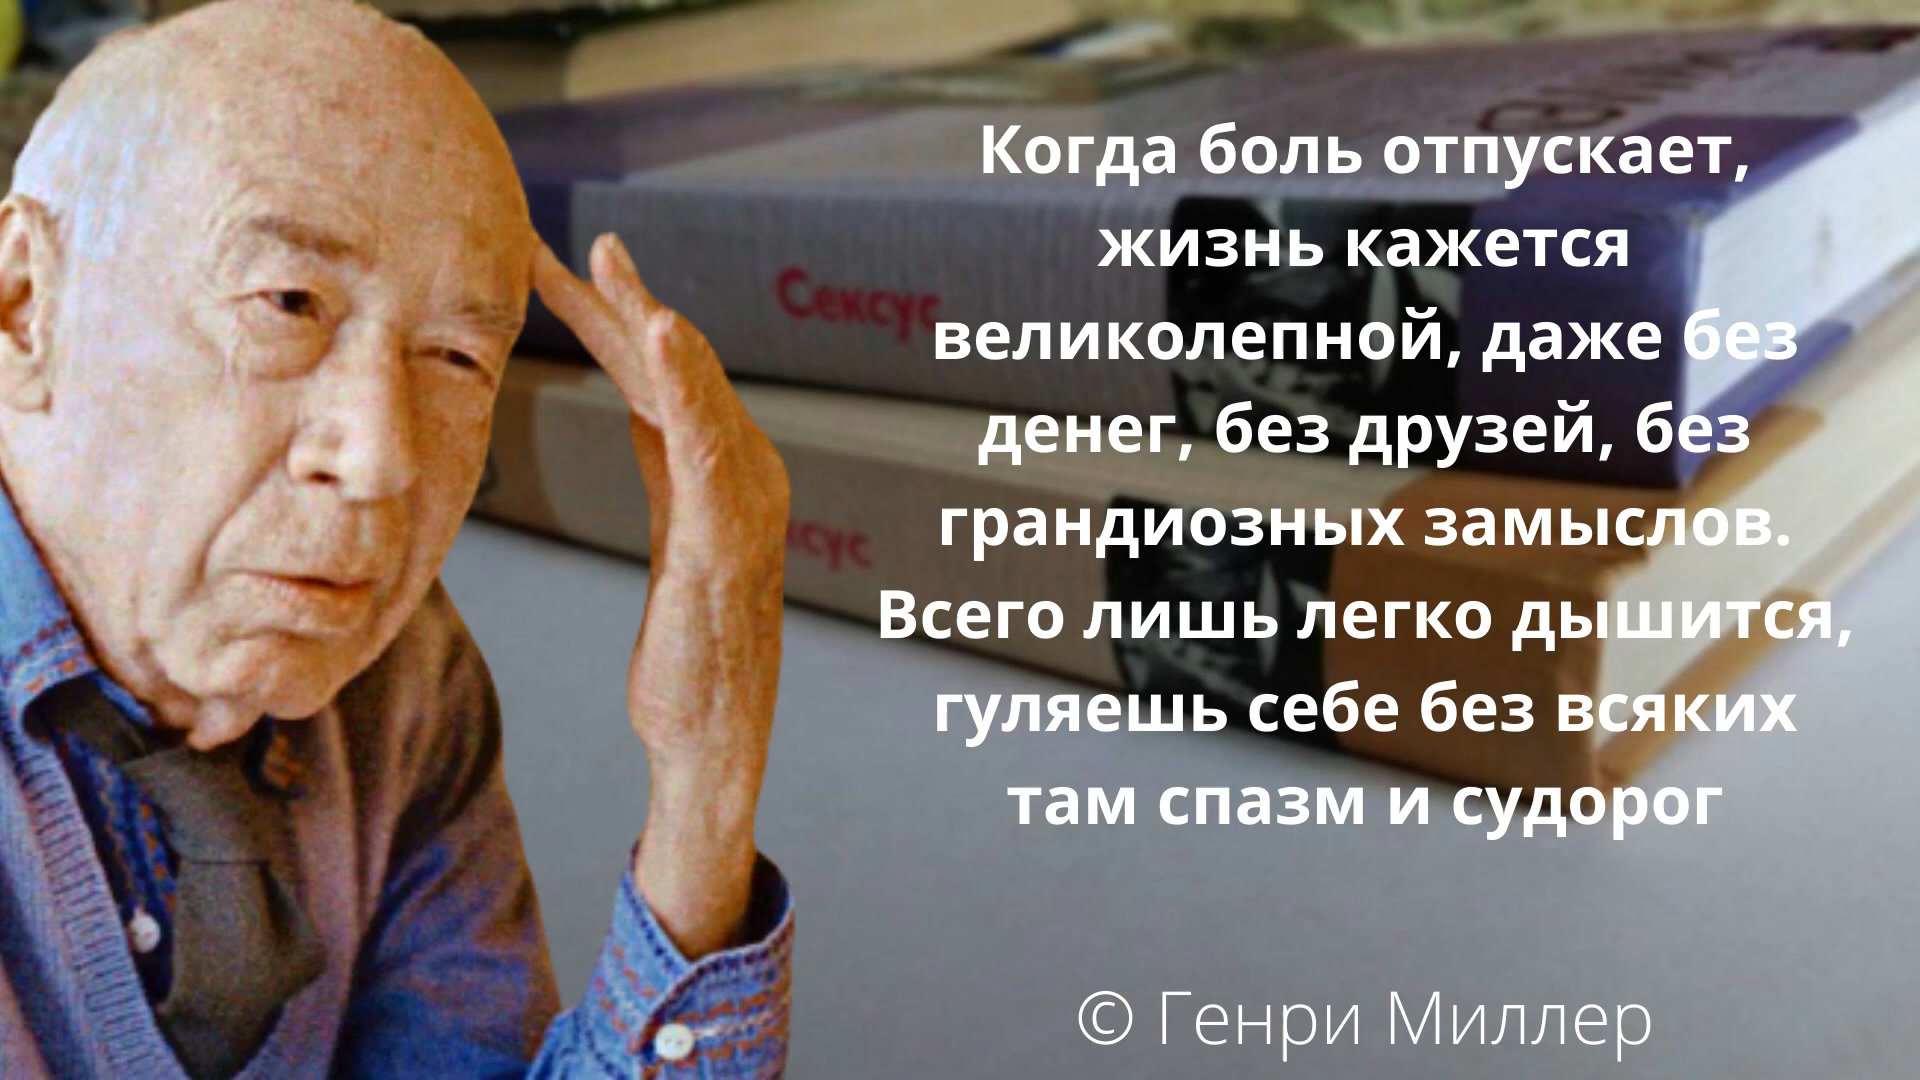 Когда боль отпускает,
жизнь кажется
великолепной, даже без
денег, без друзей, без
грандиозных замыслов.
Всего лишь легко дышится,
гуляешь себе без всяких
там спазм и судорог
© Генри Миллер
Сексус